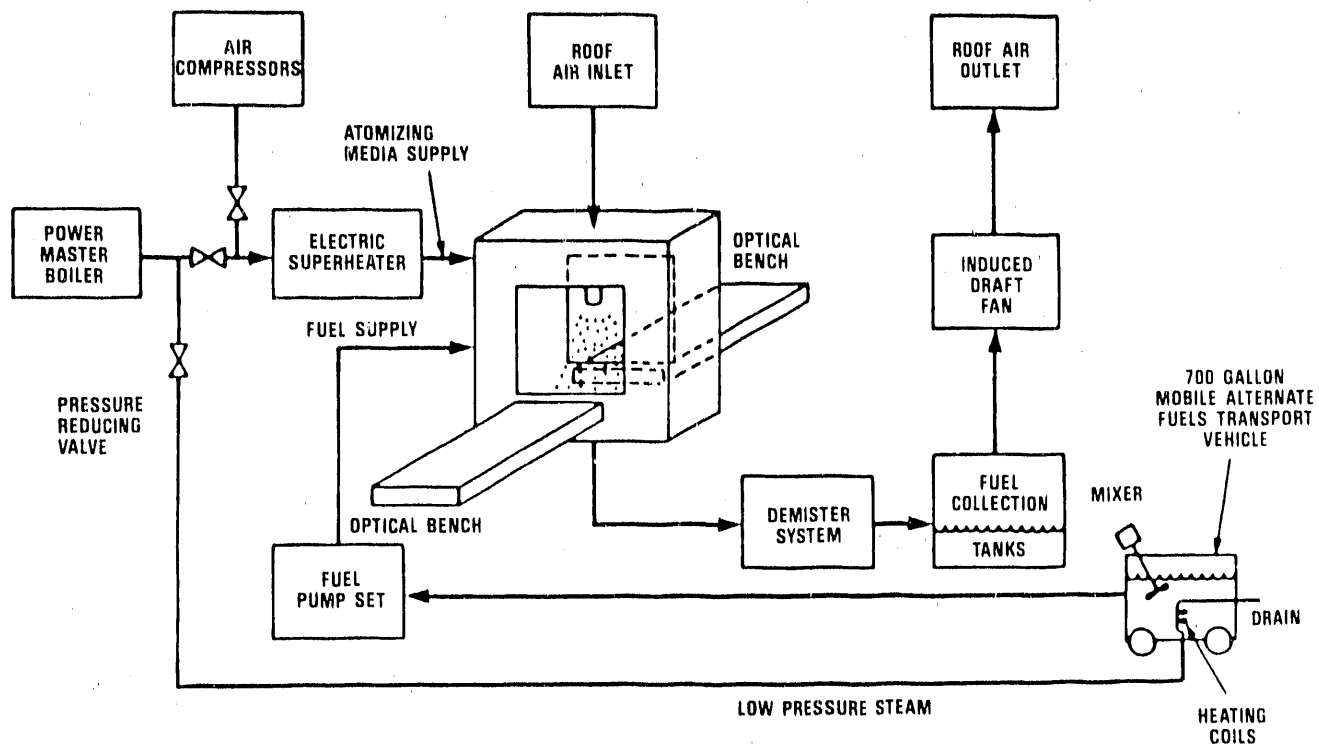 AIR
COMPRESSORS
ROOF
AIR INLET
ROOF AIR
OUTLET
ATOMIZING
MEDIA SUPPLY
POWER
MASTER
BOILER
ELECTRIC
SUPERHEATER
OPTICAL
BENCH
INDUCED
DRAFT
FAN
FUEL SUPPLY
PRESSURE
REDUCING
VALVE
700 GALLON
MOBILE ALTERNATE
FUELS TRANSPORT
VEHICLE
OPTICAL BENCH
DEMISTER
SYSTEM
FUEL
COLLECTION
TANKS
MIXER
FUEL
PUMP SET
DRAIN
LOW PRESSURE STEAM
HEATING
COILS